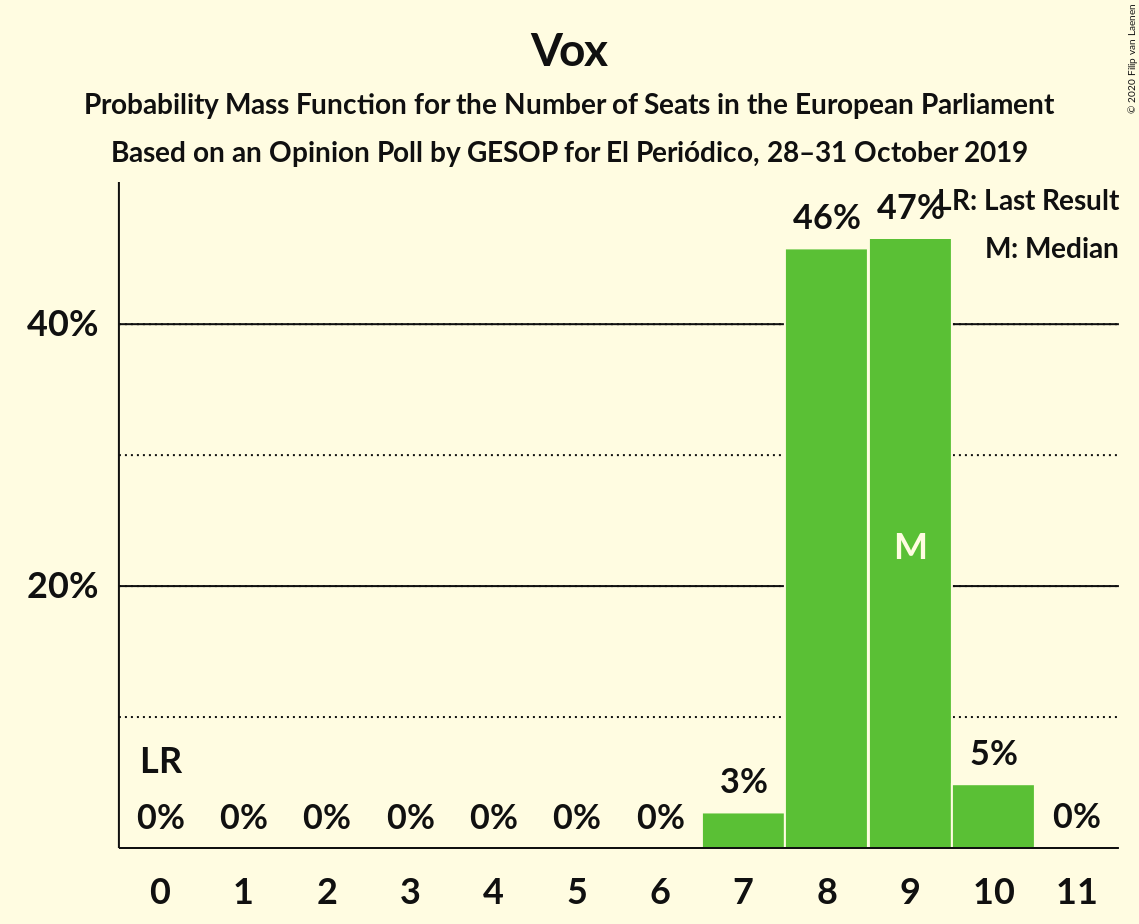 © 2020 Filip van Laenen
Vox
Probability Mass Function for the Number of Seats in the European Parliament
Based on an Opinion Poll by GESOP for El Periódico, 28–31 October 2019
LR: Last Result
M: Median
46% 47%
40%
20%
M
LR
0% 0% 0% 0% 0% 0% 0% 3% 5% 0%
0 1 2 3 4 5 6 7 8 9 10 11